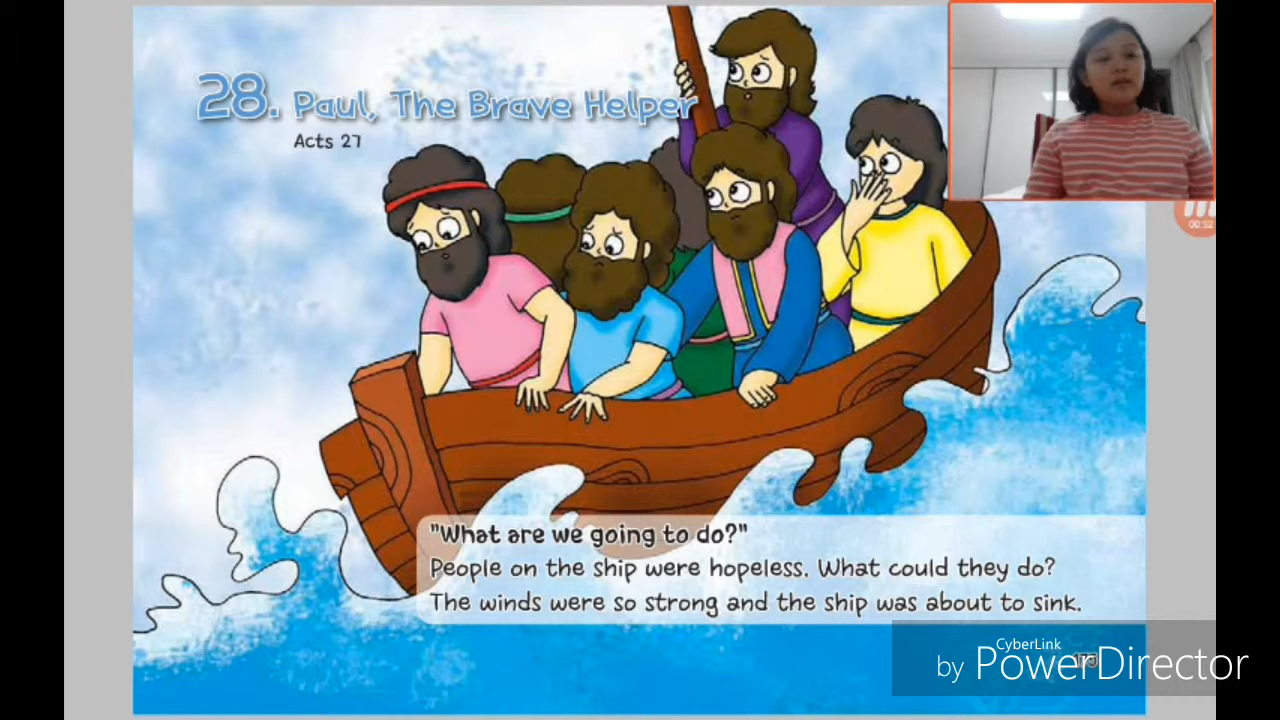 28. Paul, The Brave Helper
Acts 27
00:52
"What are we going to do?"
People on the ship were hopeless. What could they do?
The winds were so strong and the ship was about to sink.
CyberLink
by PowerDirector